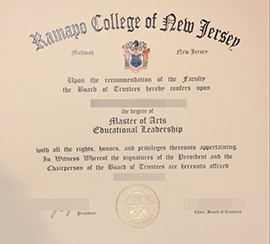 Ramapo College of New Jersey
Mahwah New Jersey
Upon the recommendation of the Faculty
the Board of Trustees hereby confers upon
the degree of
Master of Arts
Educational Leadership
with all the rights, honors, and privileges thereunto appertaining.
In Witness Whereof the signatures of the President and the
Chairperson of the Board of Trustees are hereunto affixed
President Chair, Board of Trustees